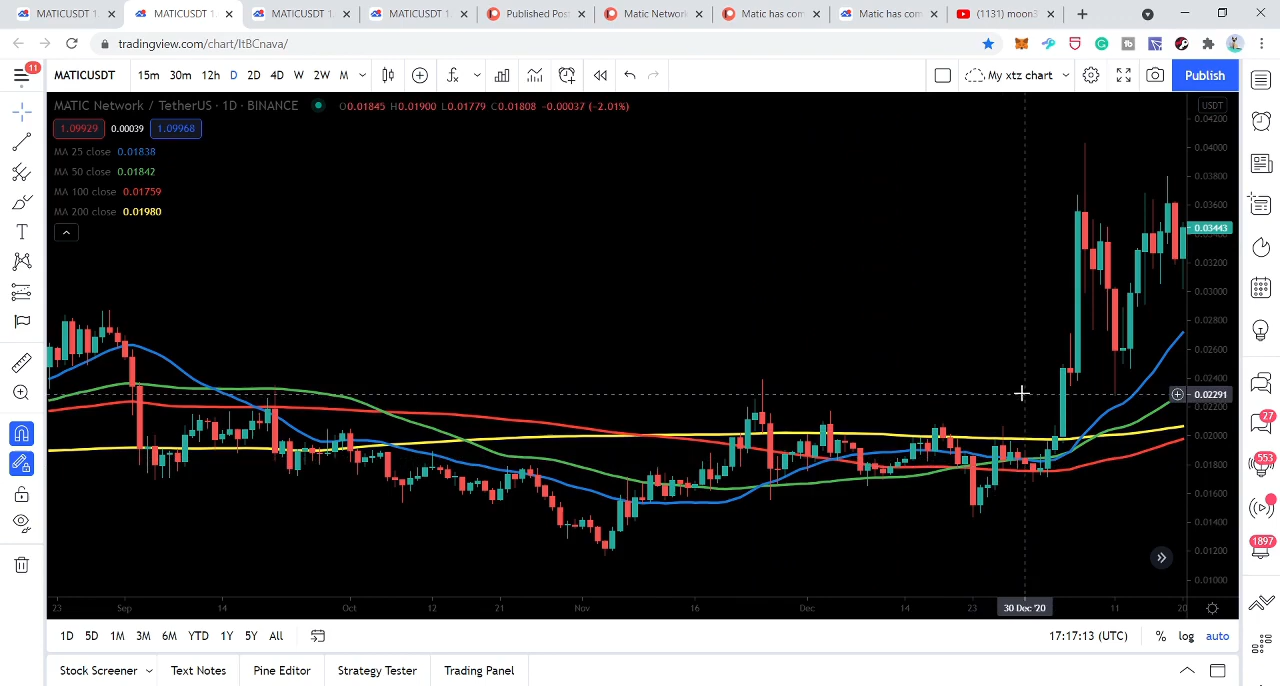 MATICUSDT 1.
MATICUSDT 1.
MATICUSDT 1.
MATICUSDT 1.
Published Post
Matic Network
Matic has com
Matic has com
(1131) moon3
tradingview.com/chart/ItBCnava/
11
MATICUSDT
15m 30m 12h D 2D 4D W 2W M
My xtz chart
Publish
MATIC Network / TetherUS · 1D · BINANCE
O0.01845 H0.01900 L0.01779 C0.01808 −0.00037 (−2.01%)
USDT
1.09929 0.00039 1.09968
MA 25 close 0.01838
MA 50 close 0.01842
MA 100 close 0.01759
MA 200 close 0.01980
0.04200
0.04000
0.03800
0.03600
0.03443
0.03200
0.03000
0.02800
0.02600
0.02400
0.02291
0.02200
0.02000
0.01800
0.01600
0.01400
0.01200
0.01000
27
553
1897
23 Sep 14 Oct 12 21 Nov 16 Dec 14 23 30 Dec '20 11 20
1D 5D 1M 3M 6M YTD 1Y 5Y All
17:17:13 (UTC) % log auto
Stock Screener Text Notes Pine Editor Strategy Tester Trading Panel